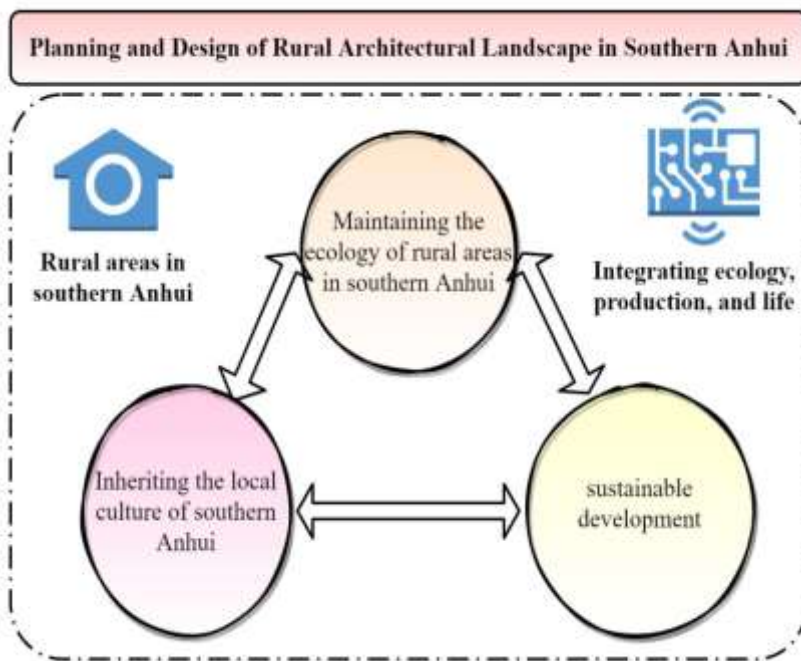 Planning and Design of Rural Architectural Landscape in Southern Anhui
Rural areas in
southern Anhui
Maintaining the
ecology of rural areas
in southern Anhui
Integrating ecology,
production, and life
Inheriting the local
culture of southern
Anhui
sustainable
development